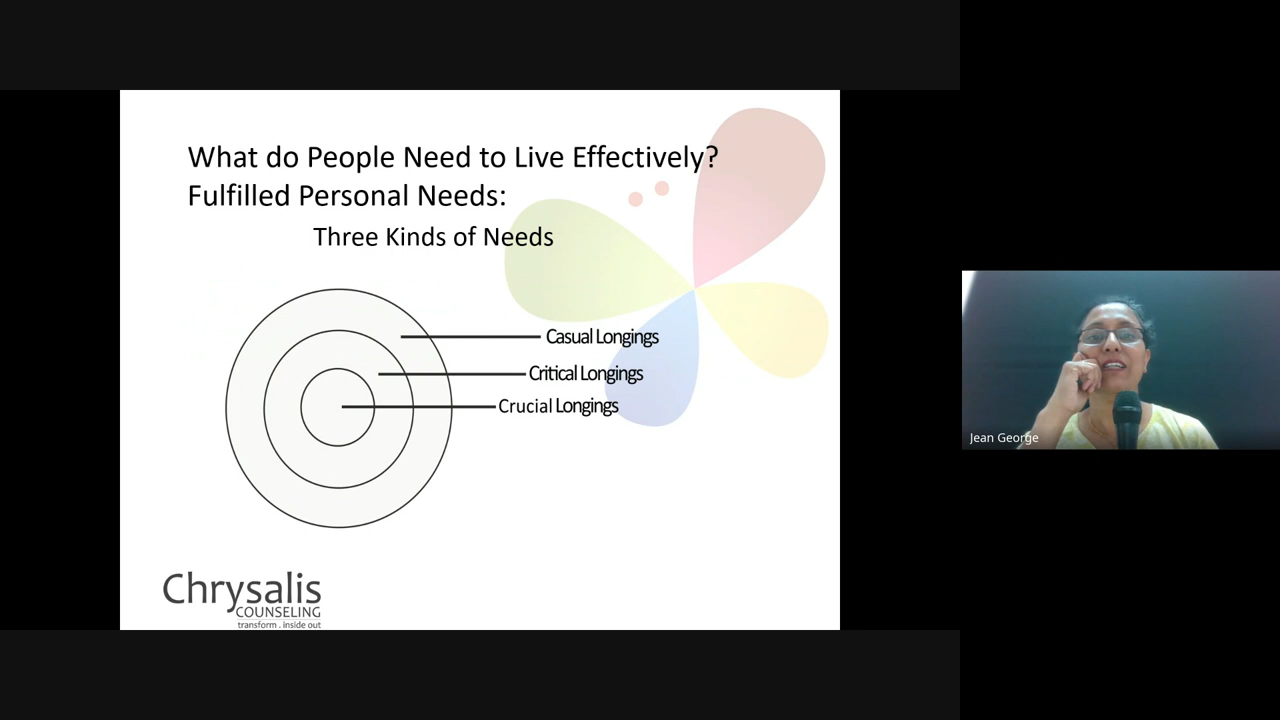 What do People Need to Live Effectively?
Fulfilled Personal Needs:
Three Kinds of Needs
Casual Longings
Critical Longings
Crucial Longings
Chrysalis
COUNSELING
transform . inside out
Jean George